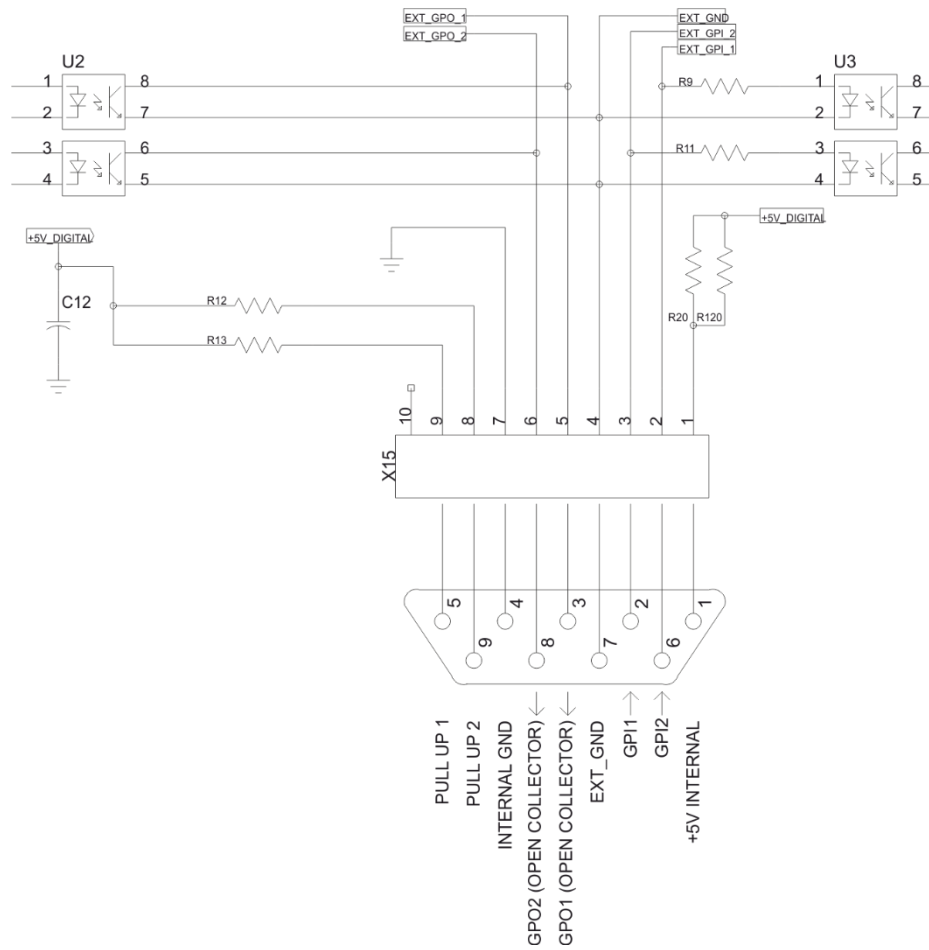 EXT_GPO_1
EXT_GPO_2
EXT_GND
EXT_GPI_2
EXT_GPI_1
U2
U3
1
2
3
4
8
7
6
5
R9
R11
1
2
3
4
8
7
6
5
+5V_DIGITAL
C12
R12
R13
+5V_DIGITAL
R20
R120
X15
10
9
8
7
6
5
4
3
2
1
5
4
3
2
1
9
8
7
6
PULL UP 1
PULL UP 2
INTERNAL GND
GPO2 (OPEN COLLECTOR)
GPO1 (OPEN COLLECTOR)
EXT_GND
GPI1
GPI2
+5V INTERNAL